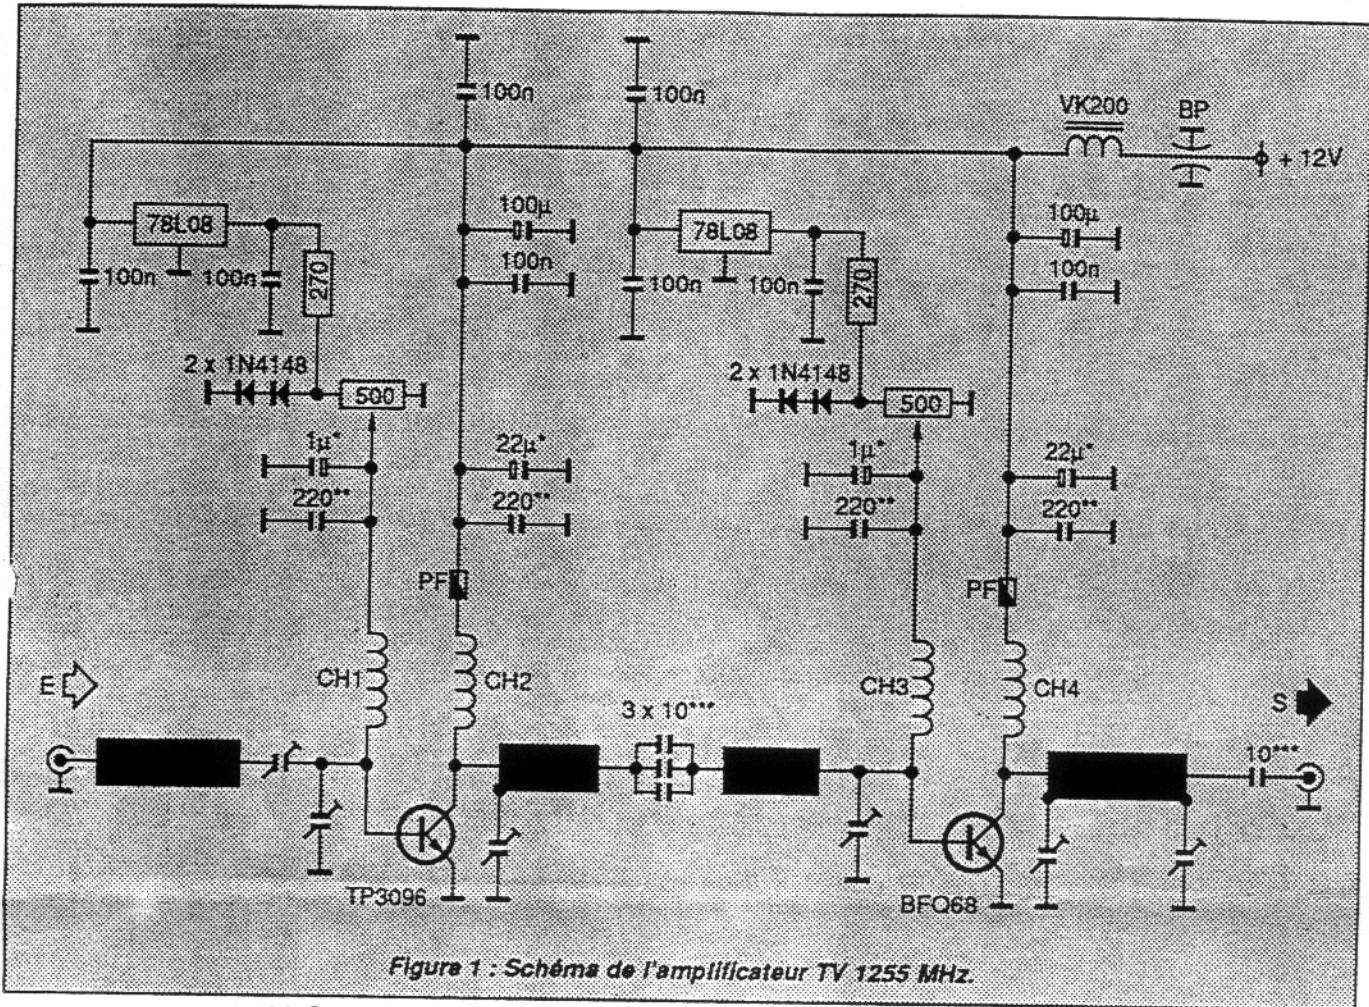 100n 100n
VK200 BP
+ 12V
78L08 100µ 78L08 100µ
100n 100n 270 100n 100n 100n 270 100n
2 x 1N4148 500 2 x 1N4148 500
1µ* 22µ* 1µ* 22µ*
220** 220** 220** 220**
PF PF
E CH1 CH2 CH3 CH4 S
3 x 10*** 10***
TP3096 BFQ68
Figure 1 : Schéma de l'amplificateur TV 1255 MHz.